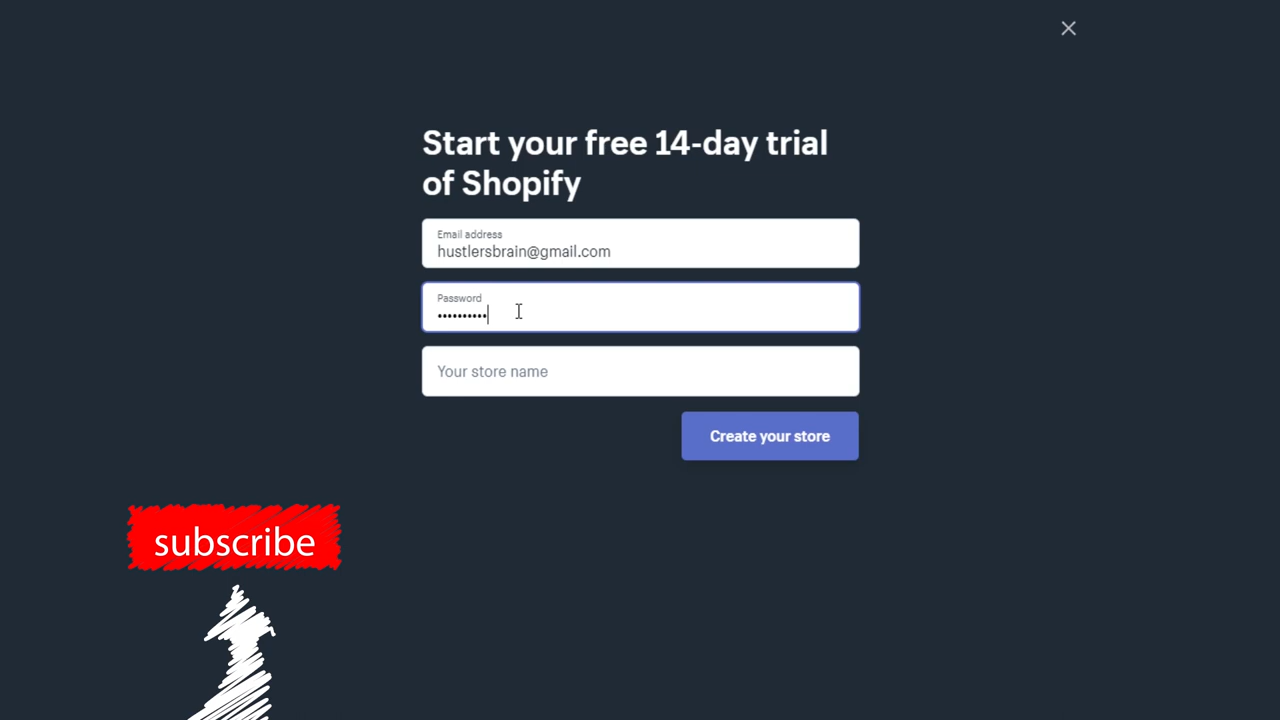 Start your free 14-day trial
of Shopify
Email address
hustlersbrain@gmail.com
Password
••••••••••
Your store name
Create your store
subscribe